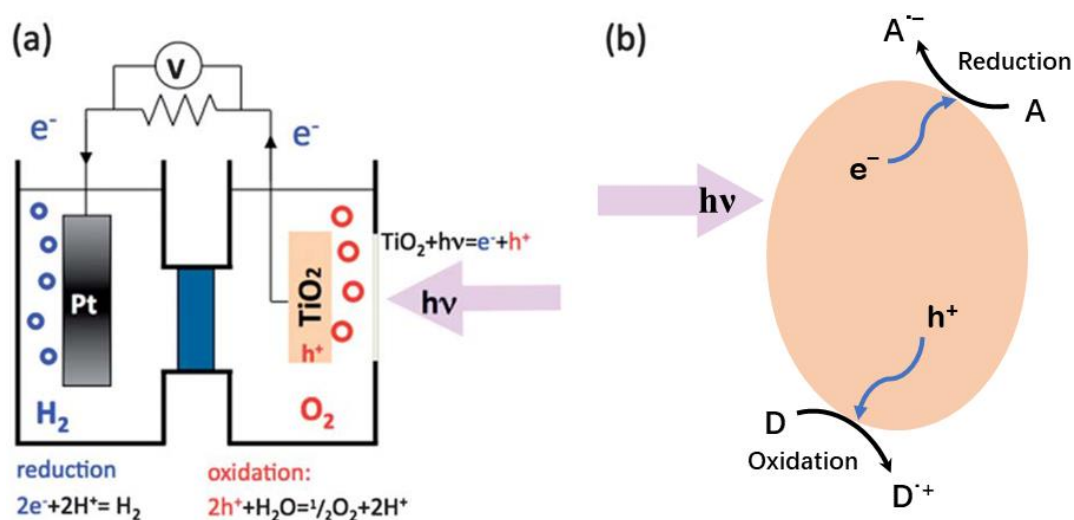 (a)
V
e⁻
e⁻
Pt
TiO₂
h⁺
TiO₂+hν=e⁻+h⁺
hν
H₂
O₂
reduction
2e⁻+2H⁺= H₂
oxidation:
2h⁺+H₂O=¹/₂O₂+2H⁺
(b)
A·⁻
Reduction
A
e⁻
hν
h⁺
D
Oxidation
D·⁺